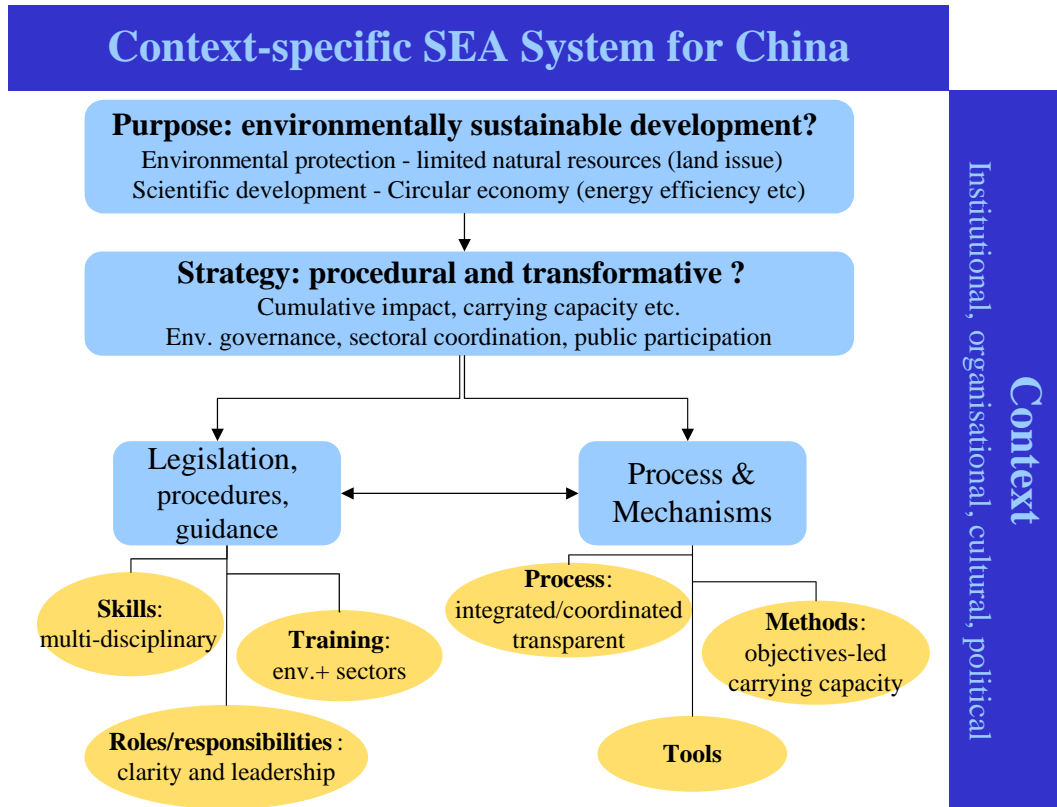 Context-specific SEA System for China
Purpose: environmentally sustainable development?
Environmental protection - limited natural resources (land issue)
Scientific development - Circular economy (energy efficiency etc)
Strategy: procedural and transformative ?
Cumulative impact, carrying capacity etc.
Env. governance, sectoral coordination, public participation
Legislation,
procedures,
guidance
Process &
Mechanisms
Skills:
multi-disciplinary
Training:
env.+ sectors
Roles/responsibilities :
clarity and leadership
Process:
integrated/coordinated
transparent
Methods:
objectives-led
carrying capacity
Tools
Context
Institutional, organisational, cultural, political